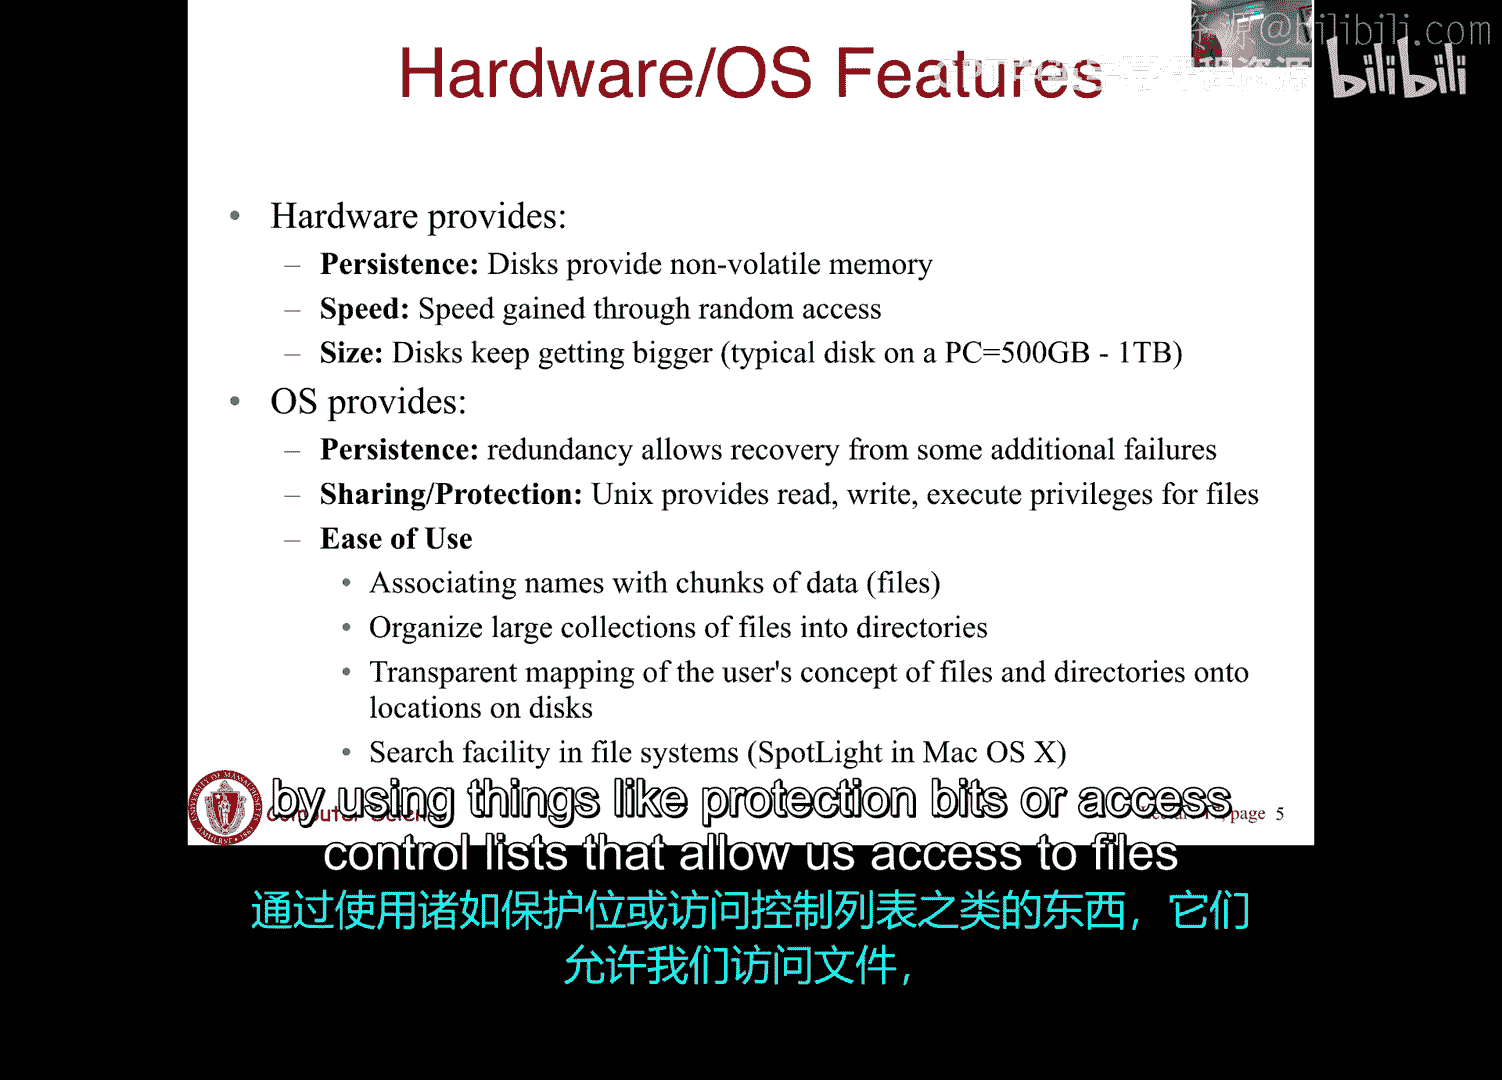 源@bilibili.com
bilibili
Hardware/OS Features
• Hardware provides:
– Persistence: Disks provide non-volatile memory
– Speed: Speed gained through random access
– Size: Disks keep getting bigger (typical disk on a PC=500GB - 1TB)
• OS provides:
– Persistence: redundancy allows recovery from some additional failures
– Sharing/Protection: Unix provides read, write, execute privileges for files
– Ease of Use
• Associating names with chunks of data (files)
• Organize large collections of files into directories
• Transparent mapping of the user's concept of files and directories onto
locations on disks
• Search facility in file systems (SpotLight in Mac OS X)
Computer Science
page 5
by using things like protection bits or access
control lists that allow us access to files
通过使用诸如保护位或访问控制列表之类的东西，它们
允许我们访问文件，